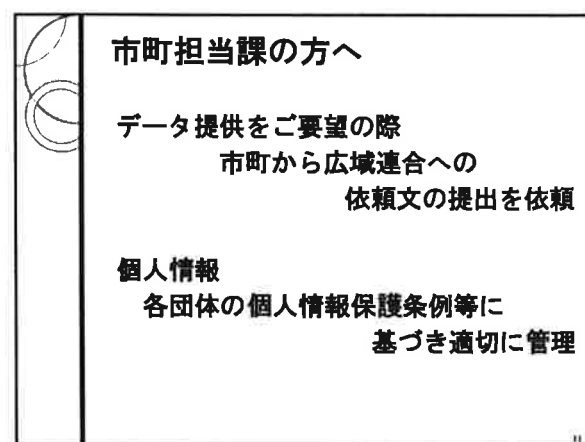 市町担当課の方へ
データ提供をご要望の際
市町から広域連合への
依頼文の提出を依頼
個人情報
各団体の個人情報保護条例等に
基づき適切に管理